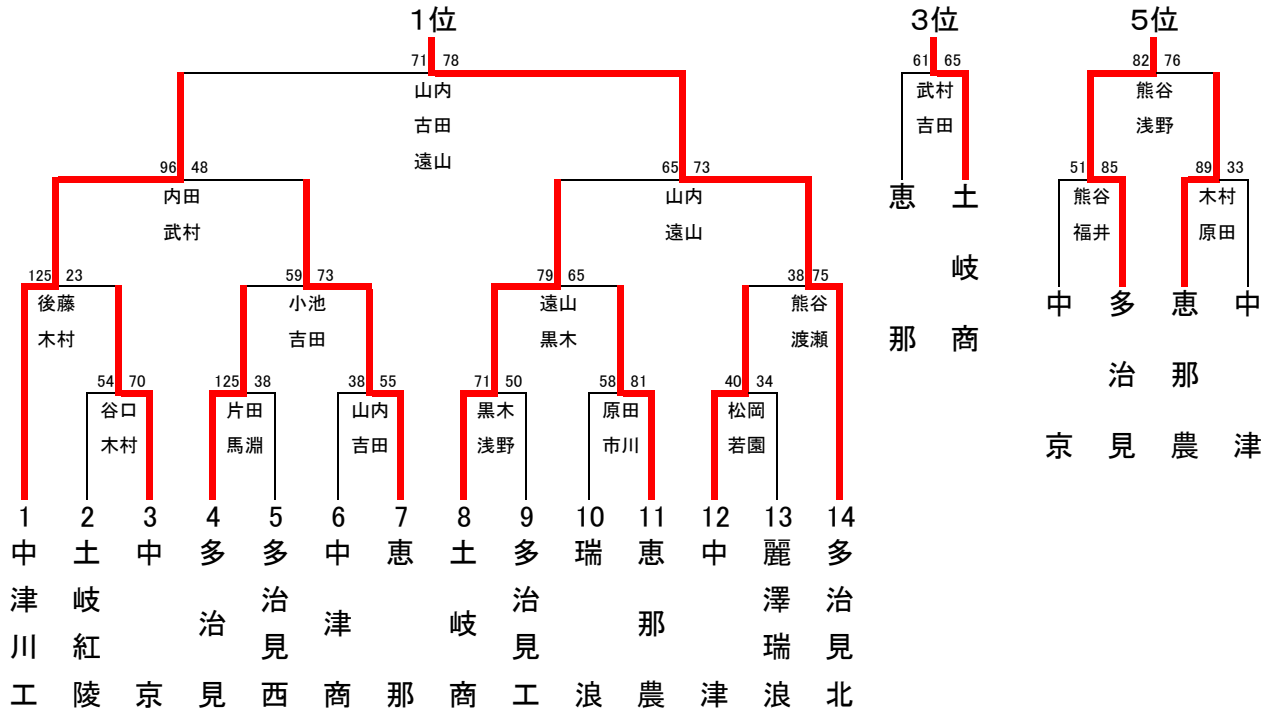 1位
3位
5位
71 78
61 65
82 76
山内
古田
遠山
武村
吉田
熊谷
浅野
96 48
65 73
51 85
89 33
内田
武村
山内
遠山
熊谷
福井
木村
原田
恵那
土岐商
125 23
59 73
79 65
38 75
後藤
木村
小池
吉田
遠山
黒木
熊谷
渡瀬
中京
多治見
恵那農
中津
54 70
125 38
38 55
71 50
58 81
40 34
谷口
木村
片田
馬淵
山内
吉田
黒木
浅野
原田
市川
松岡
若園
1 中津川工
2 土岐紅陵
3 中京
4 多治見
5 多治見西
6 中津商
7 恵那
8 土岐商
9 多治見工
10 瑞浪
11 恵那農
12 中津
13 麗澤瑞浪
14 多治見北